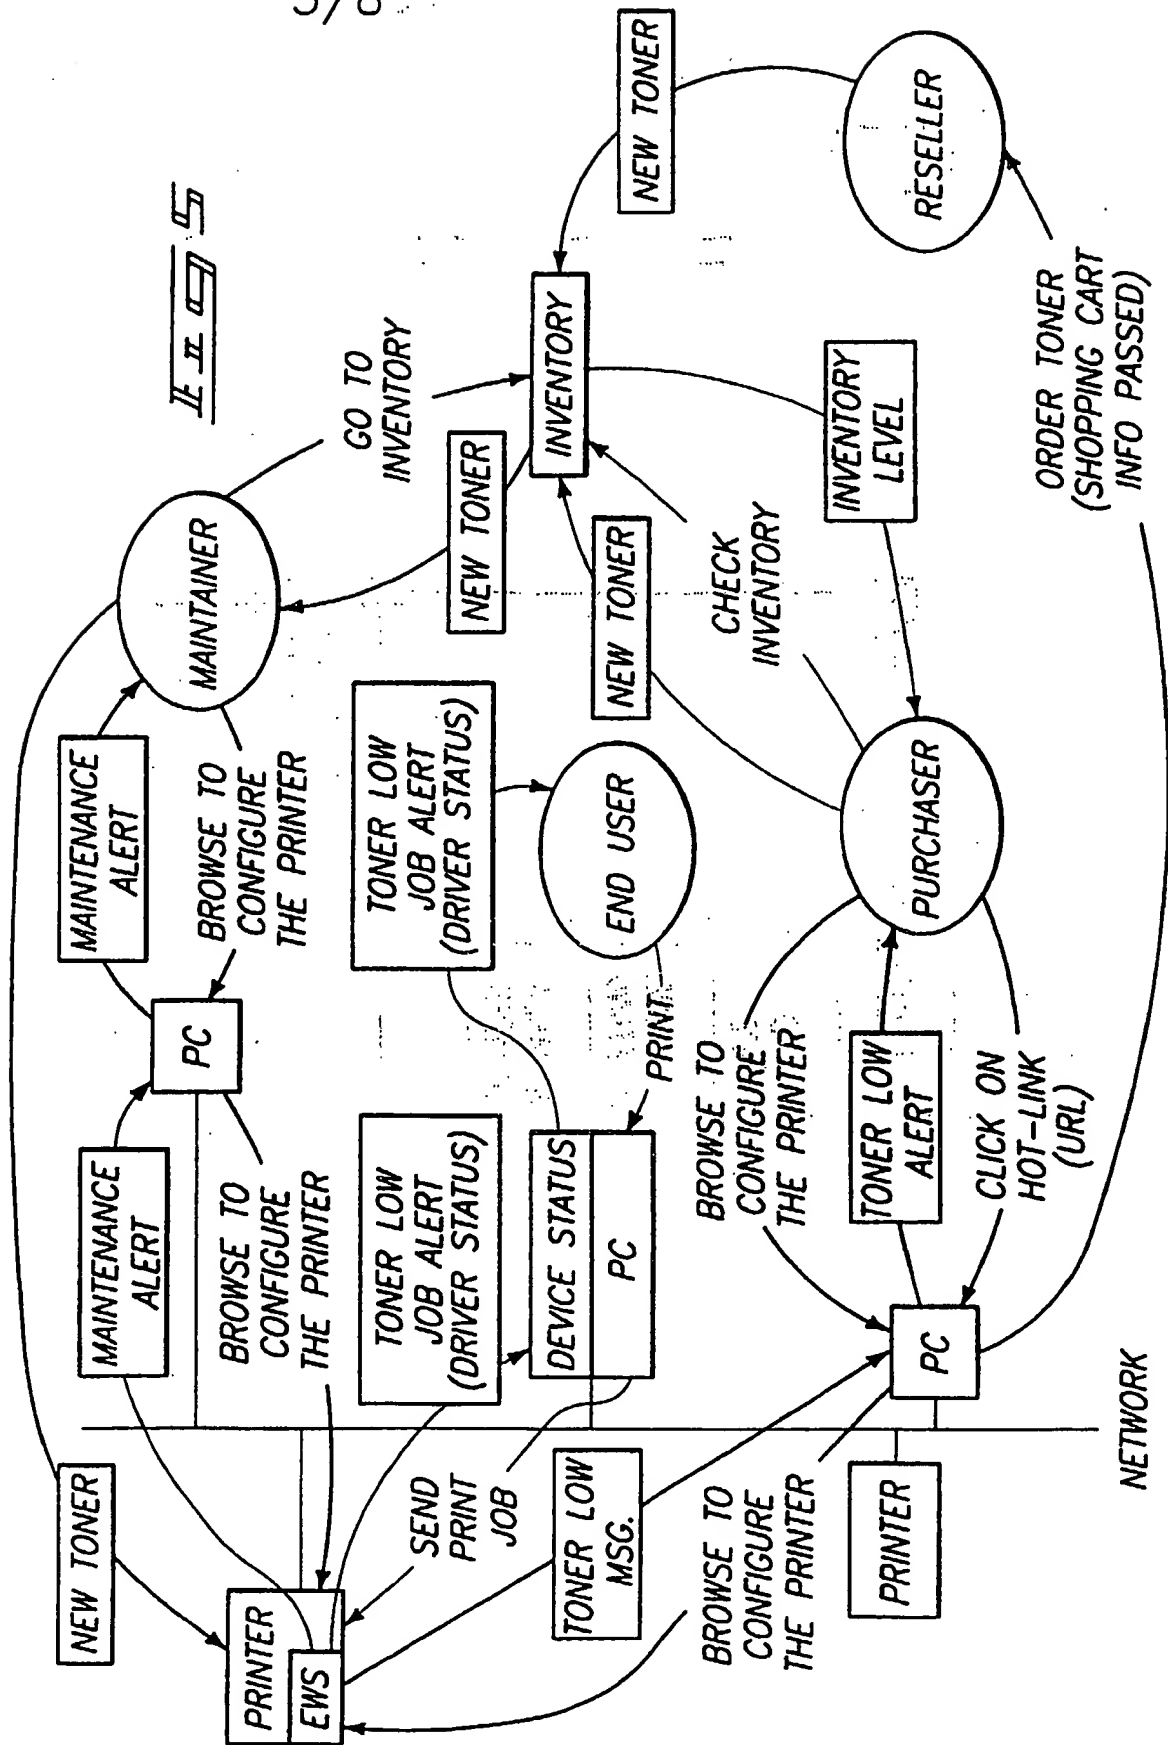 5/8
Fig 5
NEW TONER
PRINTER
EWS
MAINTENANCE
ALERT
BROWSE TO
CONFIGURE
THE PRINTER
PC
MAINTENANCE
ALERT
BROWSE TO
CONFIGURE
THE PRINTER
MAINTAINER
GO TO
INVENTORY
NEW TONER
INVENTORY
NEW TONER
RESELLER
TONER LOW
JOB ALERT
(DRIVER STATUS)
TONER LOW
JOB ALERT
(DRIVER STATUS)
SEND
PRINT
JOB
DEVICE STATUS
PC
PRINT
END USER
NEW TONER
CHECK
INVENTORY
INVENTORY
LEVEL
TONER LOW
MSG.
BROWSE TO
CONFIGURE
THE PRINTER
BROWSE TO
CONFIGURE
THE PRINTER
TONER LOW
ALERT
PURCHASER
CLICK ON
HOT-LINK
(URL)
PC
PRINTER
ORDER TONER
(SHOPPING CART
INFO PASSED)
NETWORK